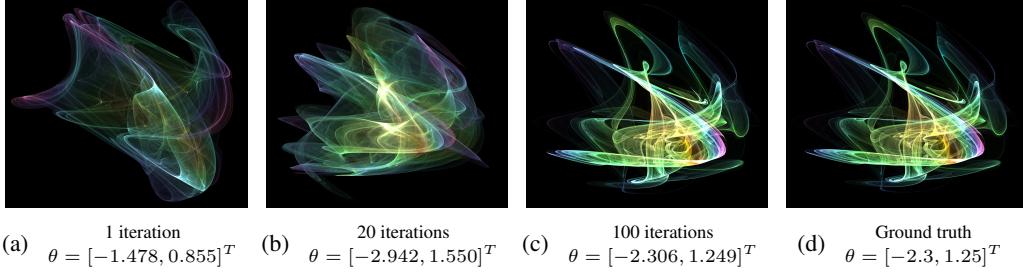 (a) 1 iteration
θ = [−1.478, 0.855]^T
(b) 20 iterations
θ = [−2.942, 1.550]^T
(c) 100 iterations
θ = [−2.306, 1.249]^T
(d) Ground truth
θ = [−2.3, 1.25]^T